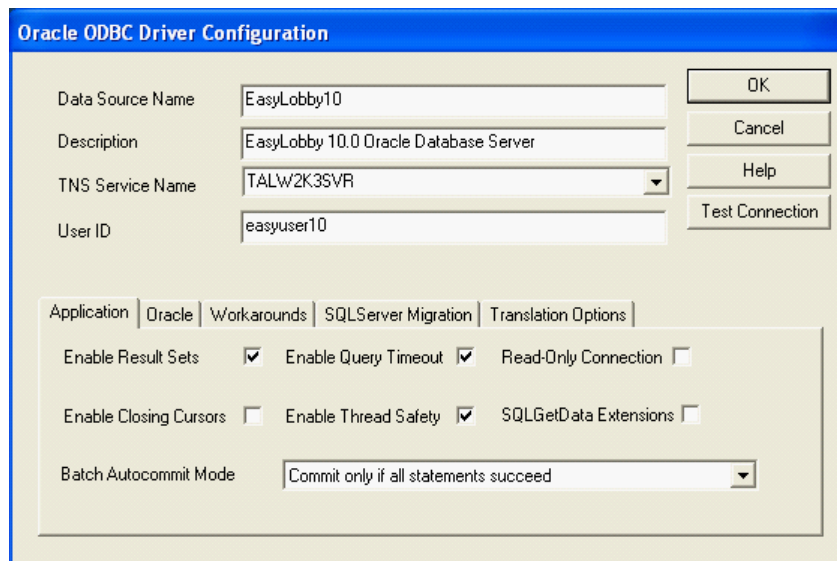 Oracle ODBC Driver Configuration
Data Source Name EasyLobby10
Description EasyLobby 10.0 Oracle Database Server
TNS Service Name TALW2K3SVR
User ID easyuser10
OK
Cancel
Help
Test Connection
Application Oracle Workarounds SQLServer Migration Translation Options
Enable Result Sets Enable Query Timeout Read-Only Connection
Enable Closing Cursors Enable Thread Safety SQLGetData Extensions
Batch Autocommit Mode Commit only if all statements succeed